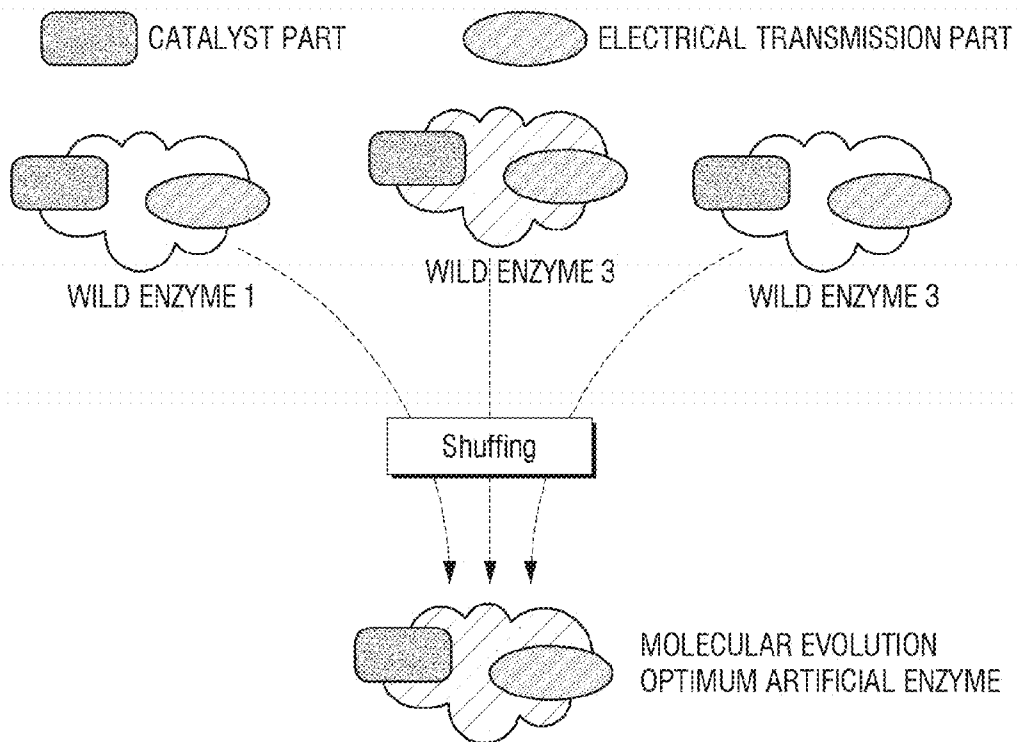 CATALYST PART
ELECTRICAL TRANSMISSION PART
WILD ENZYME 1
WILD ENZYME 3
WILD ENZYME 3
Shuffing
MOLECULAR EVOLUTION
OPTIMUM ARTIFICIAL ENZYME